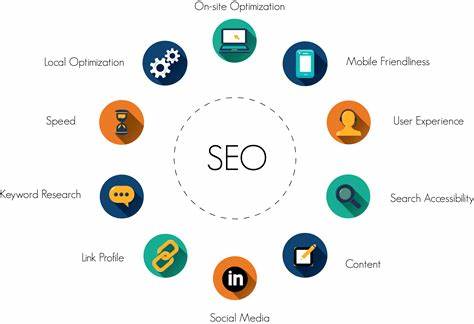 On-site Optimization
Local Optimization
Mobile Friendliness
Speed
User Experience
SEO
Keyword Research
Search Accessibility
Link Profile
Content
in
Social Media